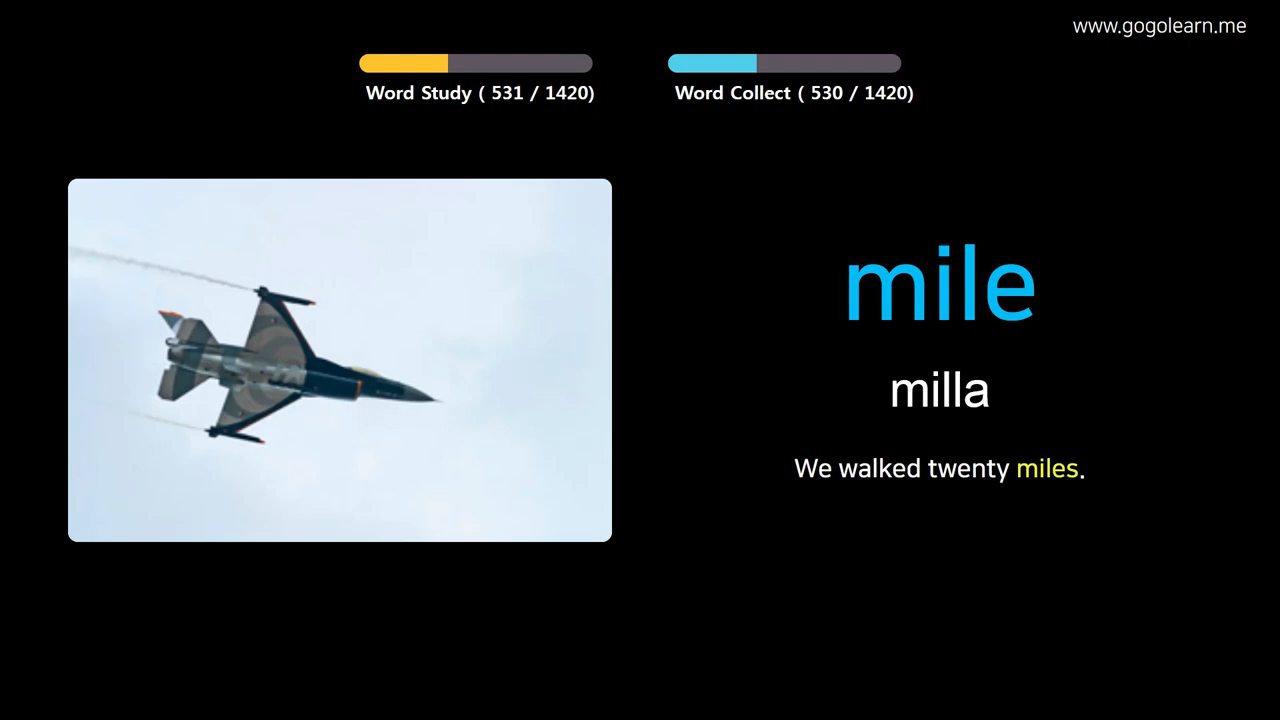 www.gogolearn.me
Word Study ( 531 / 1420)
Word Collect ( 530 / 1420)
mile
milla
We walked twenty miles.